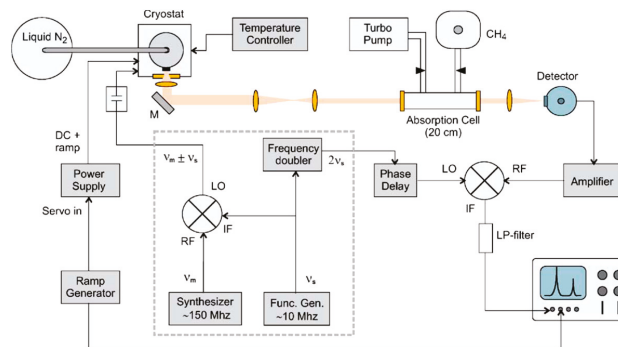 Liquid N₂
Cryostat
Temperature
Controller
Turbo
Pump
CH₄
Detector
M
Absorption Cell
(20 cm)
DC +
ramp
νₘ ± νₛ
Frequency
doubler
2νₛ
LO
RF
IF
Phase
Delay
LO
RF
IF
Amplifier
Power
Supply
Servo in
LP-filter
νₘ
νₛ
Ramp
Generator
Synthesizer
~150 Mhz
Func. Gen.
~10 Mhz